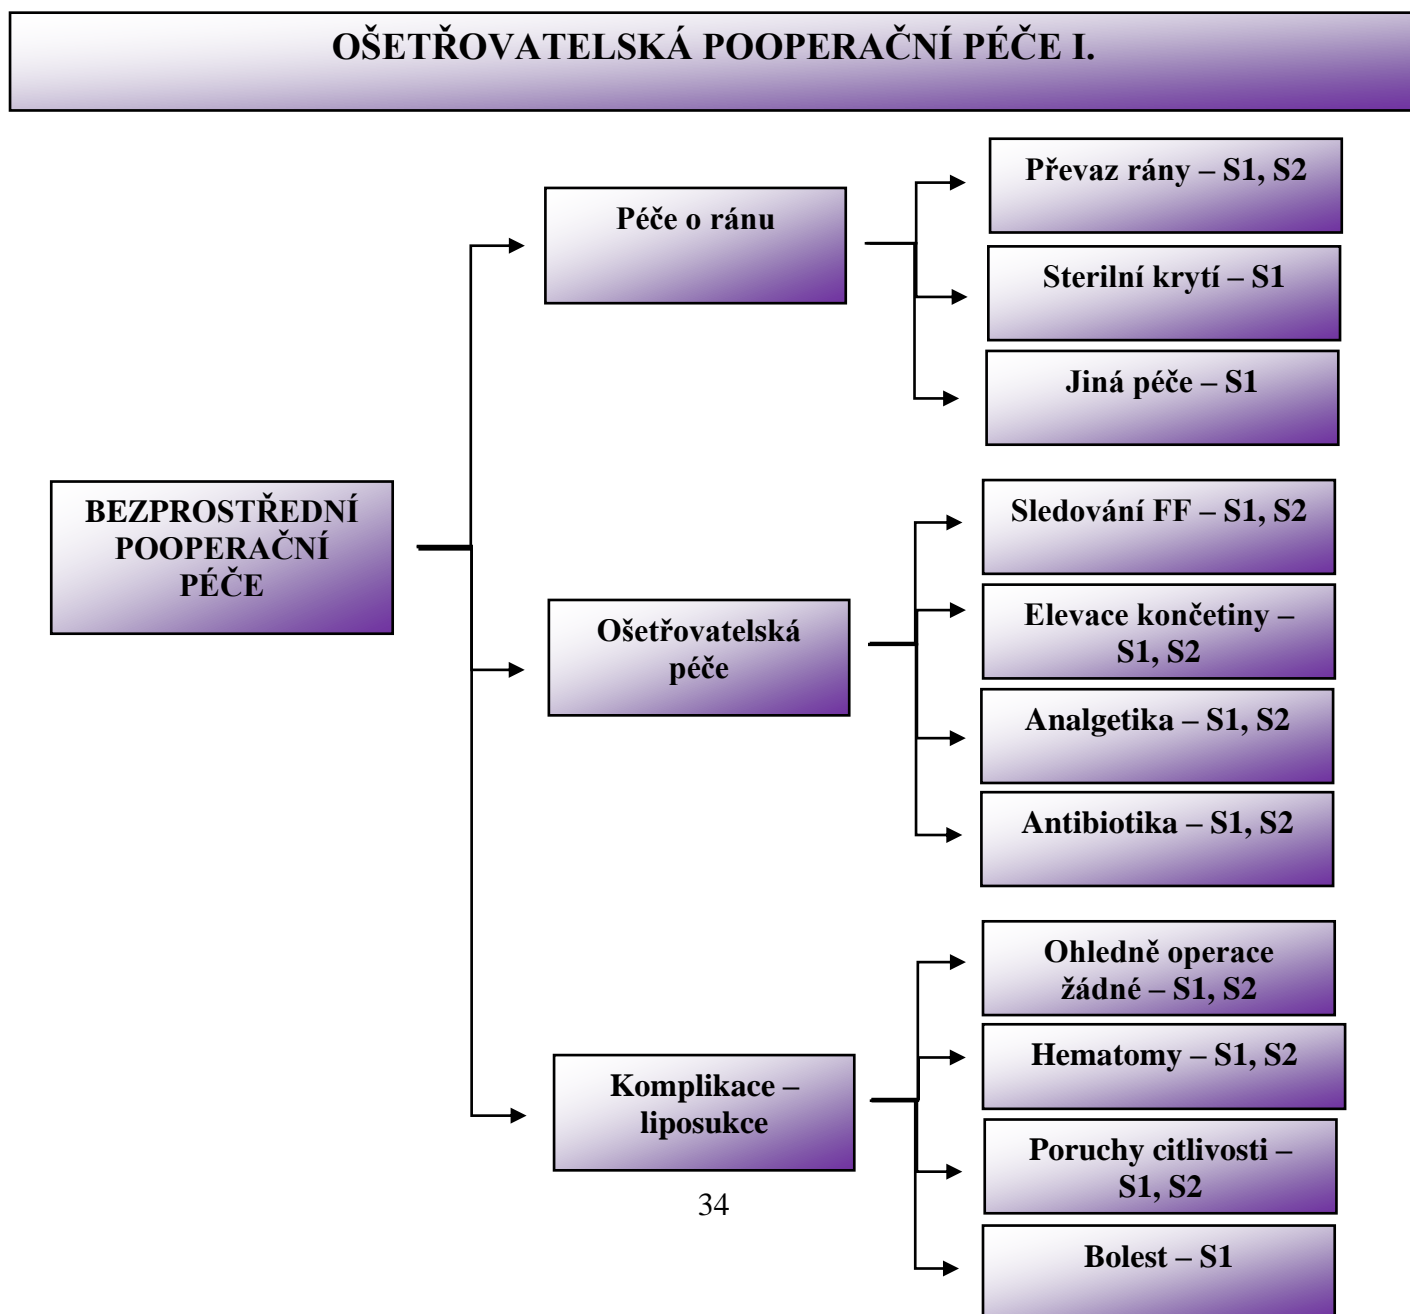 OŠETŘOVATELSKÁ POOPERAČNÍ PÉČE I.
BEZPROSTŘEDNÍ
POOPERAČNÍ
PÉČE
Péče o ránu
Převaz rány – S1, S2
Sterilní krytí – S1
Jiná péče – S1
Ošetřovatelská
péče
Sledování FF – S1, S2
Elevace končetiny –
S1, S2
Analgetika – S1, S2
Antibiotika – S1, S2
Komplikace –
liposukce
Ohledně operace
žádné – S1, S2
Hematomy – S1, S2
Poruchy citlivosti –
S1, S2
Bolest – S1
34